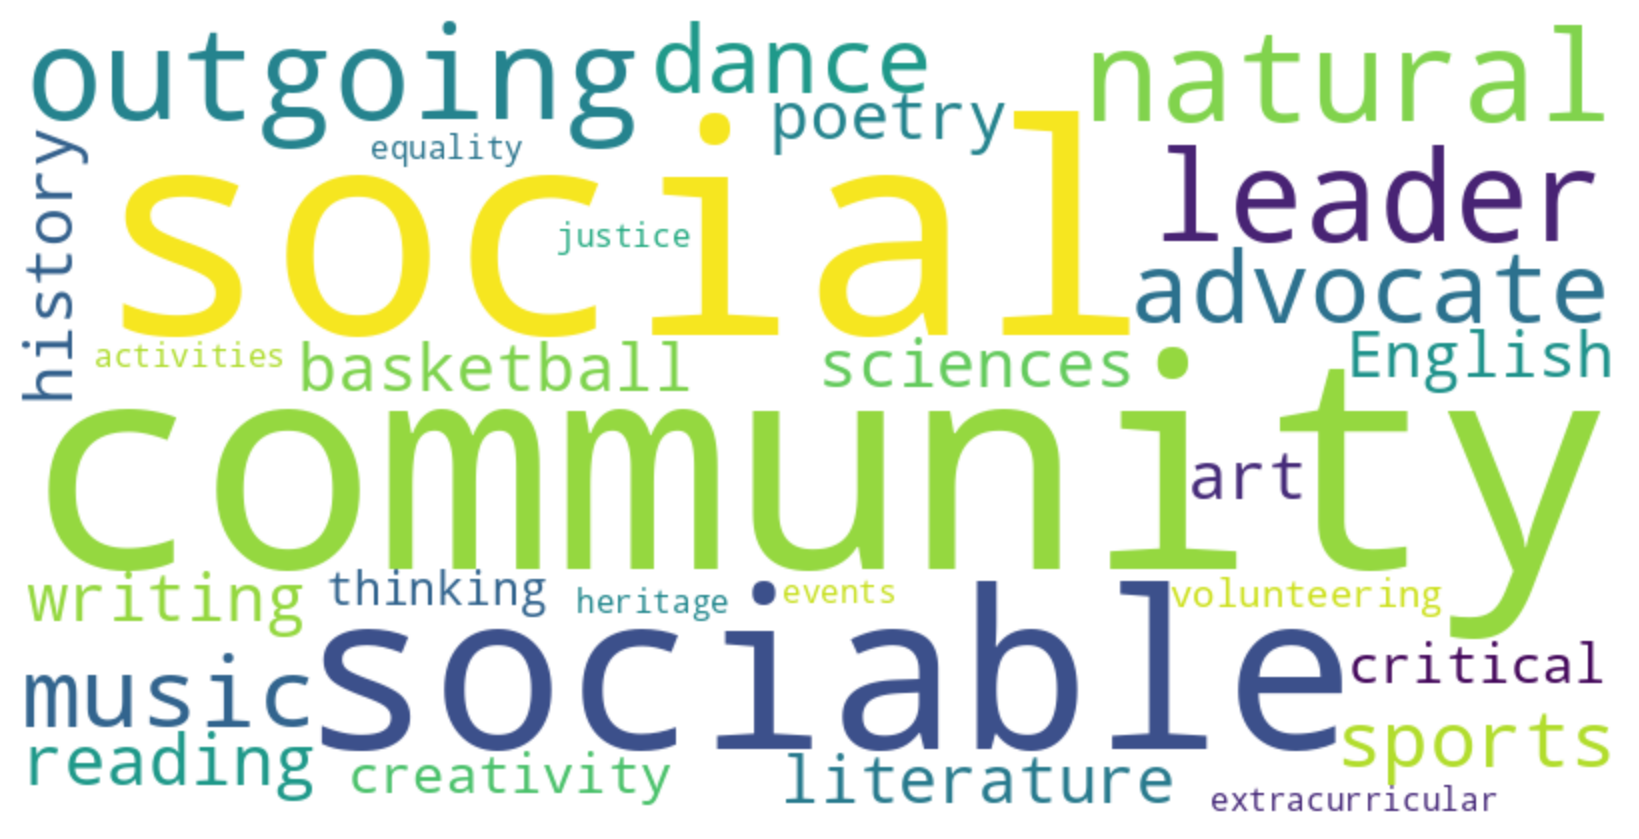 outgoing
dance
natural
poetry
equality
history
social
leader
justice
advocate
activities
basketball
sciences
English
community
art
writing
thinking
heritage
events
volunteering
sociable
music
critical
reading
sports
creativity
literature
extracurricular